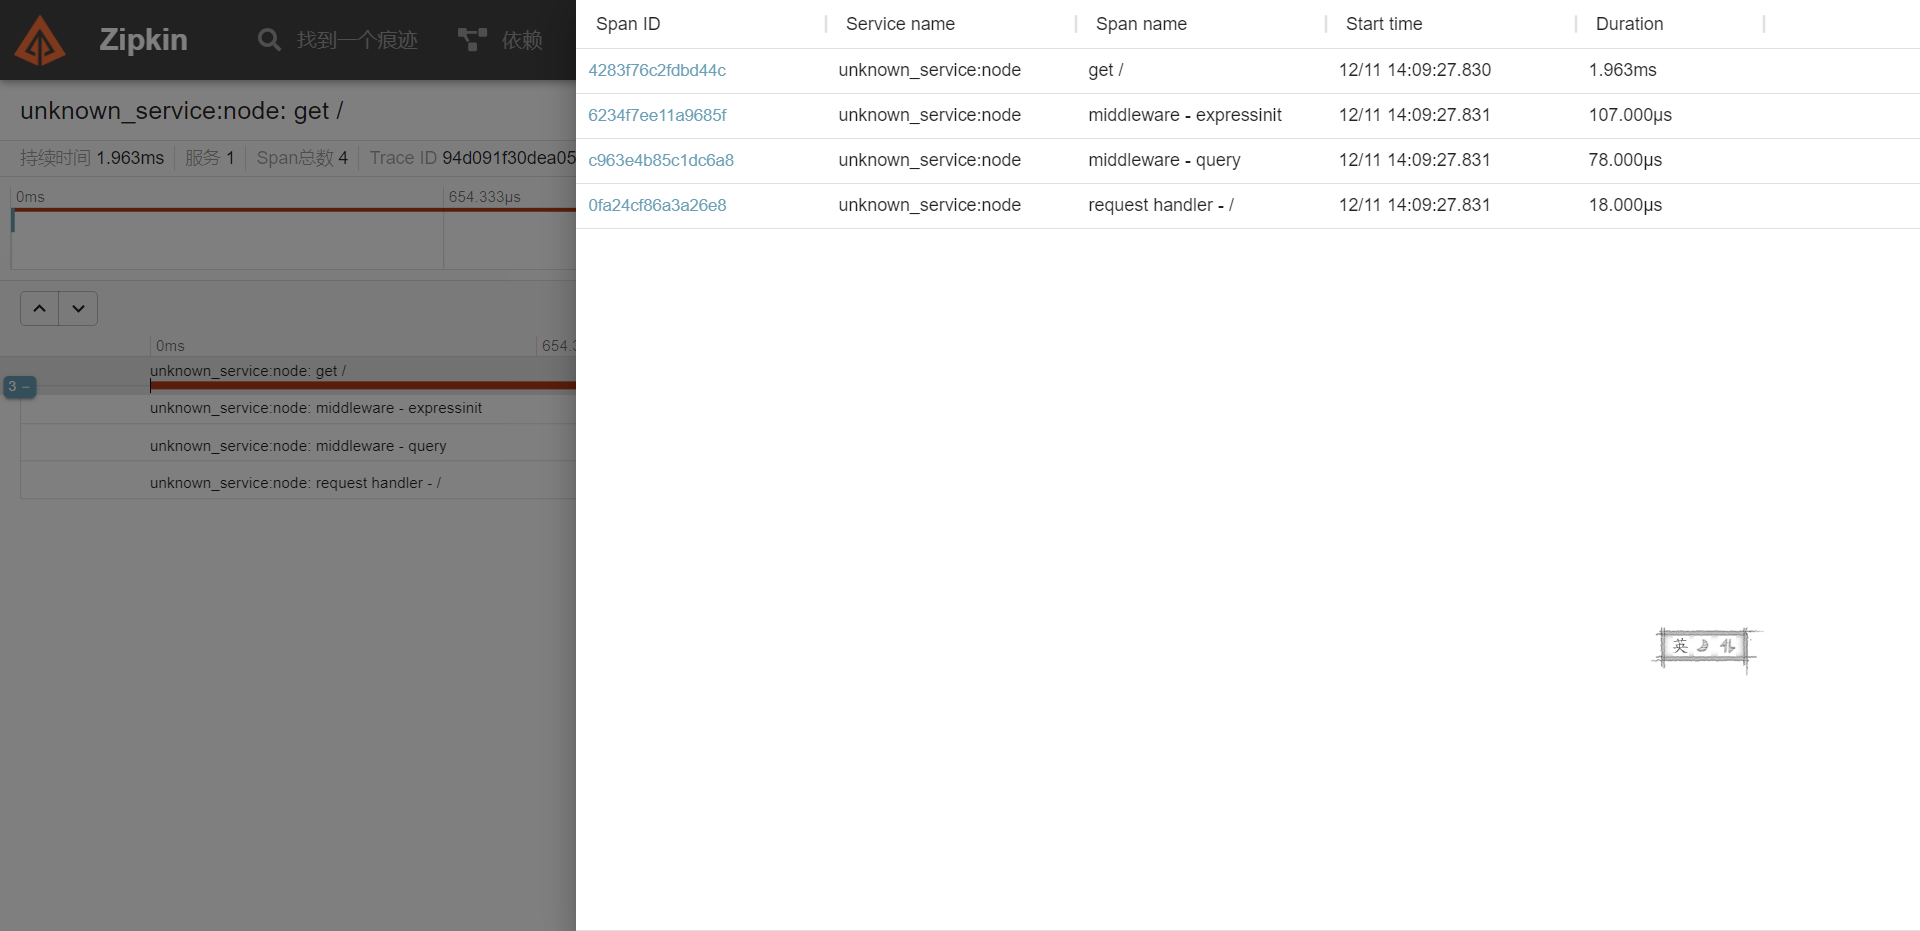 Zipkin 找到一个痕迹 依赖
unknown_service:node: get /
持续时间 1.963ms 服务 1 Span总数 4 Trace ID 94d091f30dea05
0ms 654.333μs
0ms 654.3
unknown_service:node: get /
3 −
unknown_service:node: middleware - expressinit
unknown_service:node: middleware - query
unknown_service:node: request handler - /
Span ID Service name Span name Start time Duration
4283f76c2fdbd44c unknown_service:node get / 12/11 14:09:27.830 1.963ms
6234f7ee11a9685f unknown_service:node middleware - expressinit 12/11 14:09:27.831 107.000μs
c963e4b85c1dc6a8 unknown_service:node middleware - query 12/11 14:09:27.831 78.000μs
0fa24cf86a3a26e8 unknown_service:node request handler - / 12/11 14:09:27.831 18.000μs
英